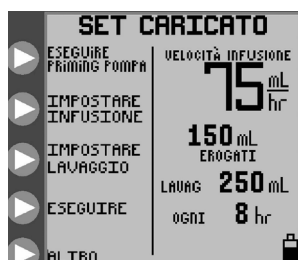 SET CARICATO
ESEGUIRE
PRIMING POMPA
IMPOSTARE
INFUSIONE
IMPOSTARE
LAVAGGIO
ESEGUIRE
ALTRO
VELOCITÀ INFUSIONE
75 mL/hr
150 mL
EROGATI
LAVAG 250 mL
OGNI 8 hr